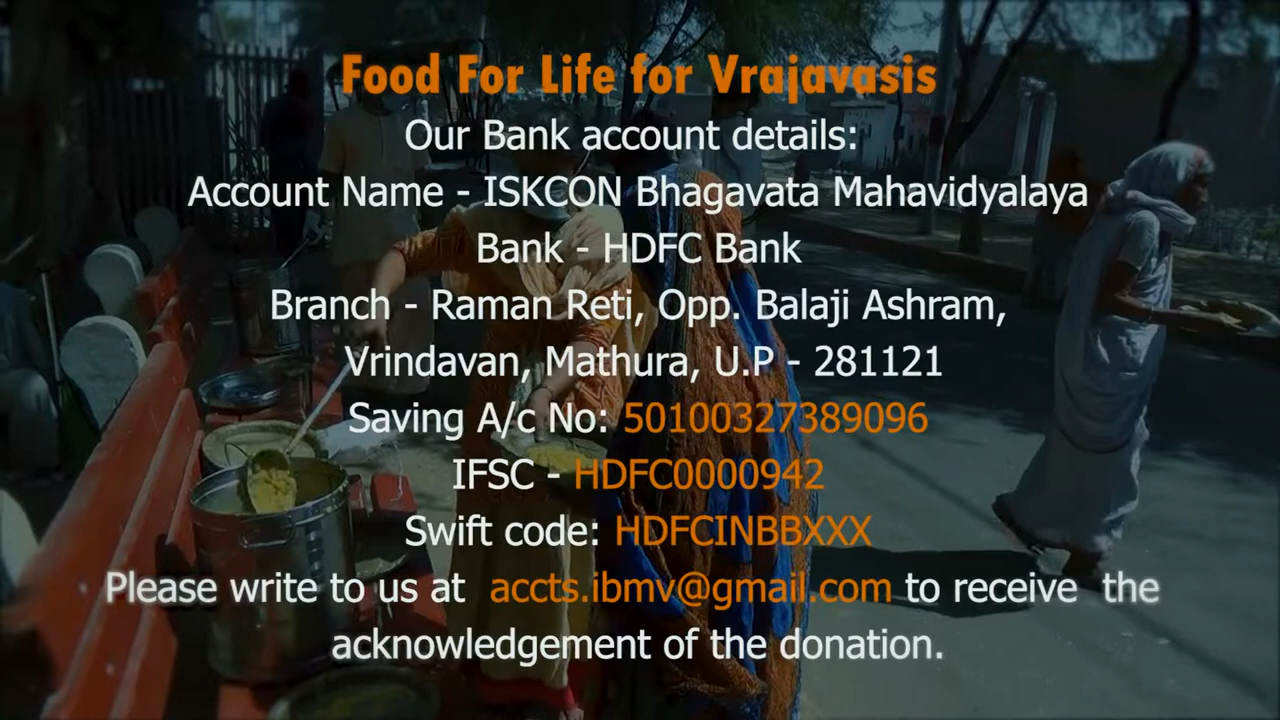 Food For Life for Vrajavasis
Our Bank account details:
Account Name - ISKCON Bhagavata Mahavidyalaya
Bank - HDFC Bank
Branch - Raman Reti, Opp. Balaji Ashram,
Vrindavan, Mathura, U.P - 281121
Saving A/c No: 50100327389096
IFSC - HDFC0000942
Swift code: HDFCINBBXXX
Please write to us at accts.ibmv@gmail.com to receive the
acknowledgement of the donation.